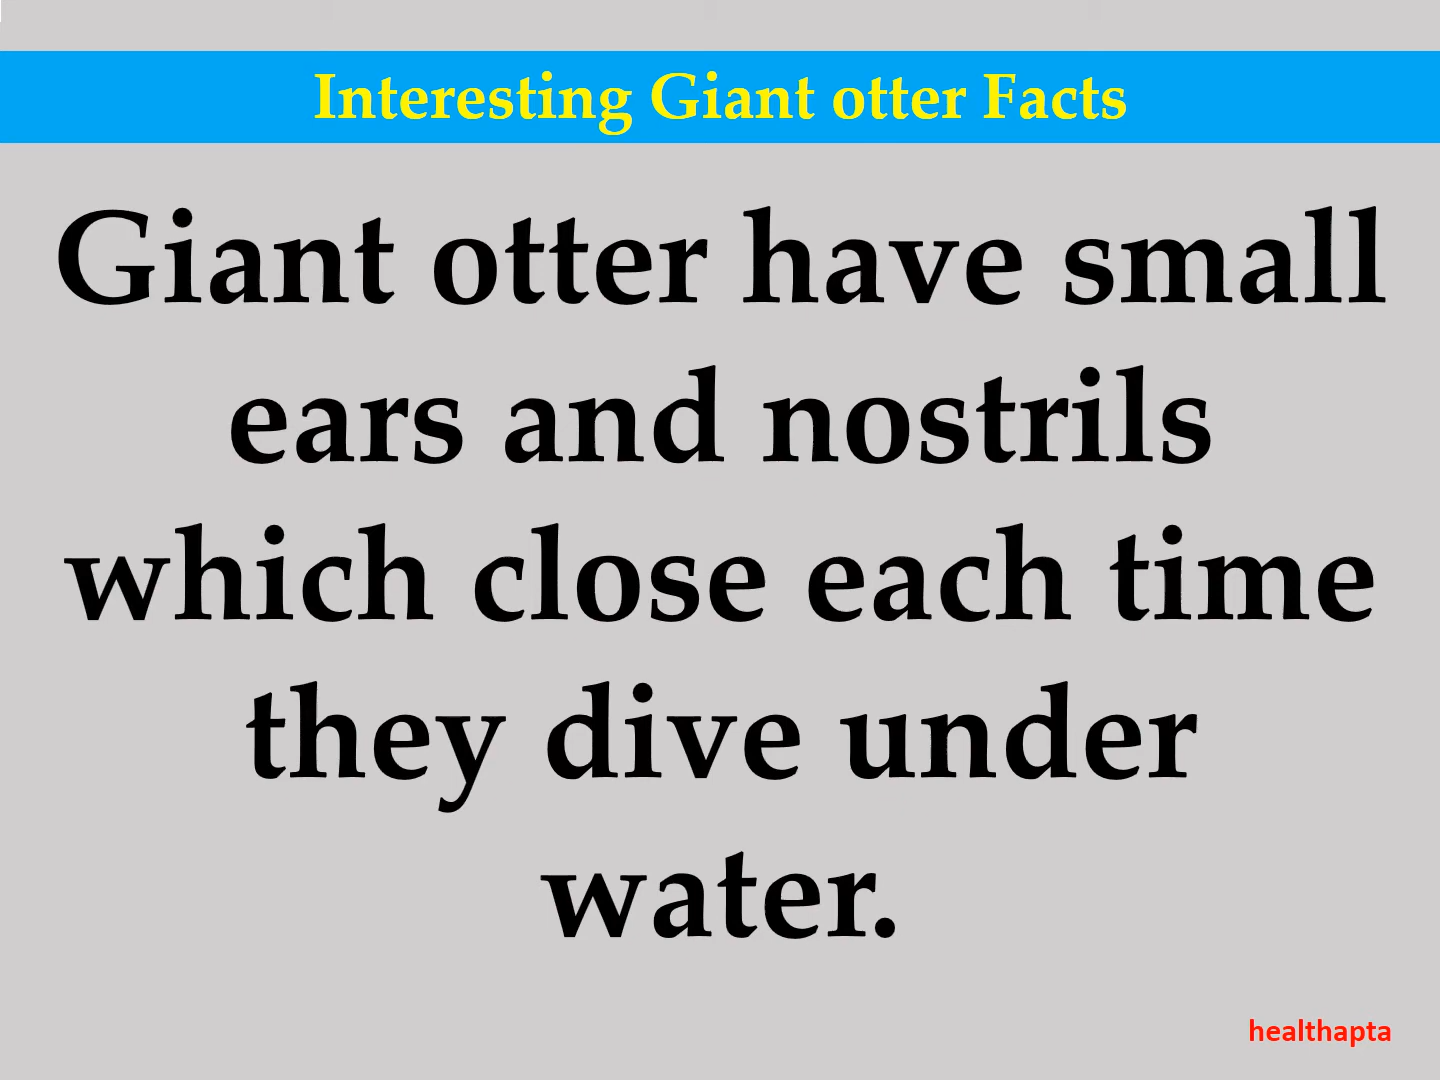 Interesting Giant otter Facts
Giant otter have small
ears and nostrils
which close each time
they dive under
water.
healthapta